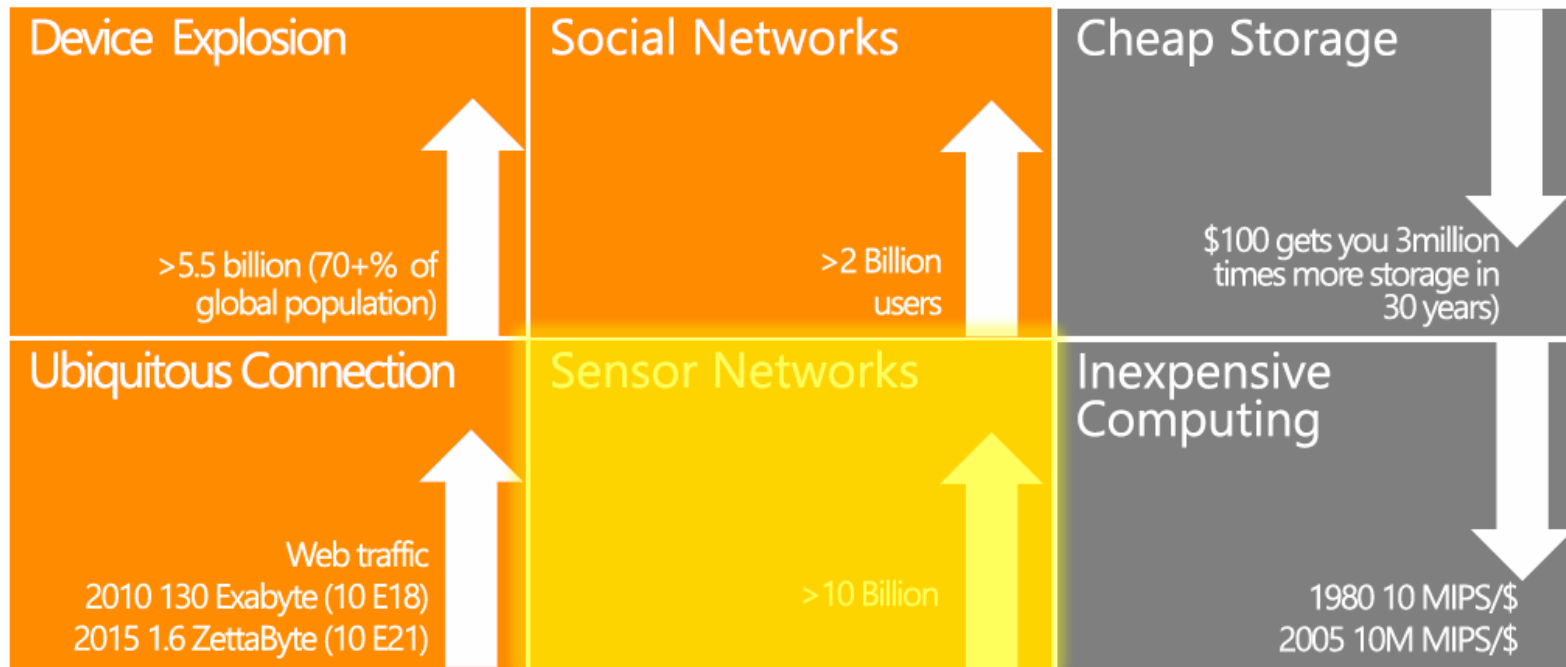 Device Explosion
>5.5 billion (70+% of
global population)
Social Networks
>2 Billion
users
Cheap Storage
$100 gets you 3million
times more storage in
30 years)
Ubiquitous Connection
Web traffic
2010 130 Exabyte (10 E18)
2015 1.6 ZettaByte (10 E21)
Sensor Networks
>10 Billion
Inexpensive
Computing
1980 10 MIPS/$
2005 10M MIPS/$